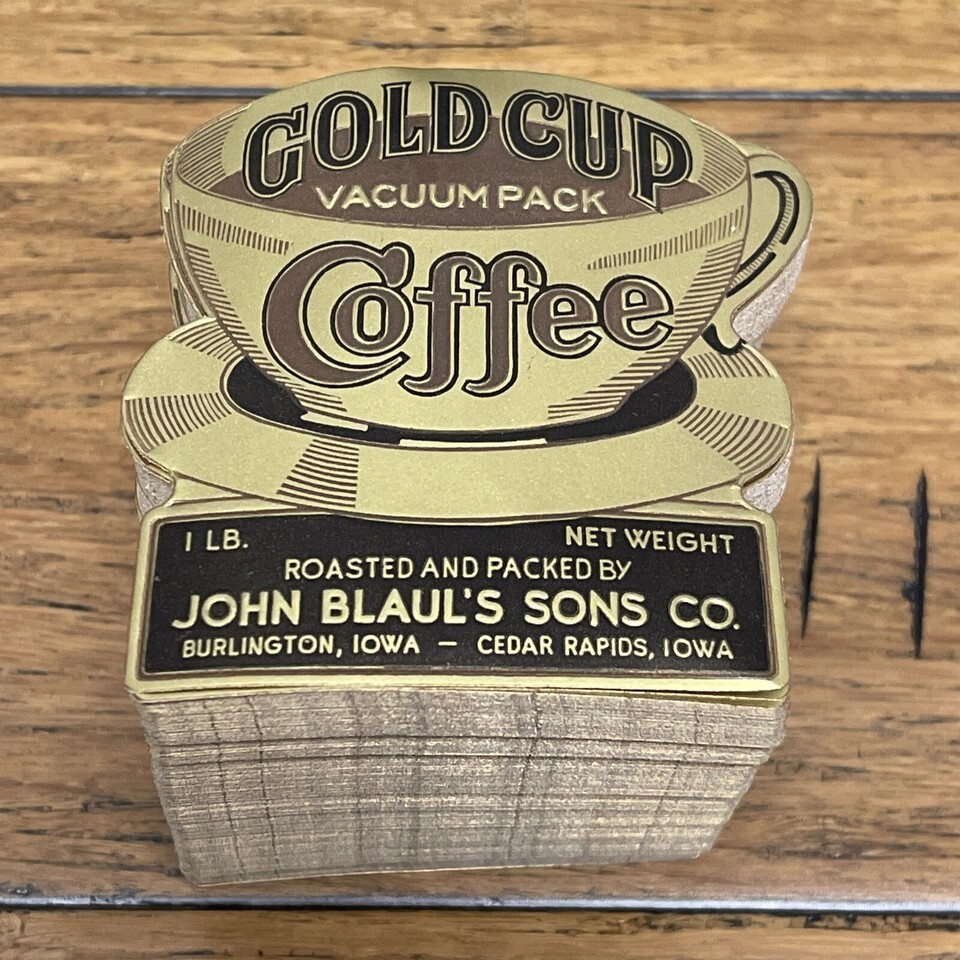 GOLD CUP
VACUUM PACK
Coffee
1 LB. NET WEIGHT
ROASTED AND PACKED BY
JOHN BLAUL'S SONS CO.
BURLINGTON, IOWA — CEDAR RAPIDS, IOWA